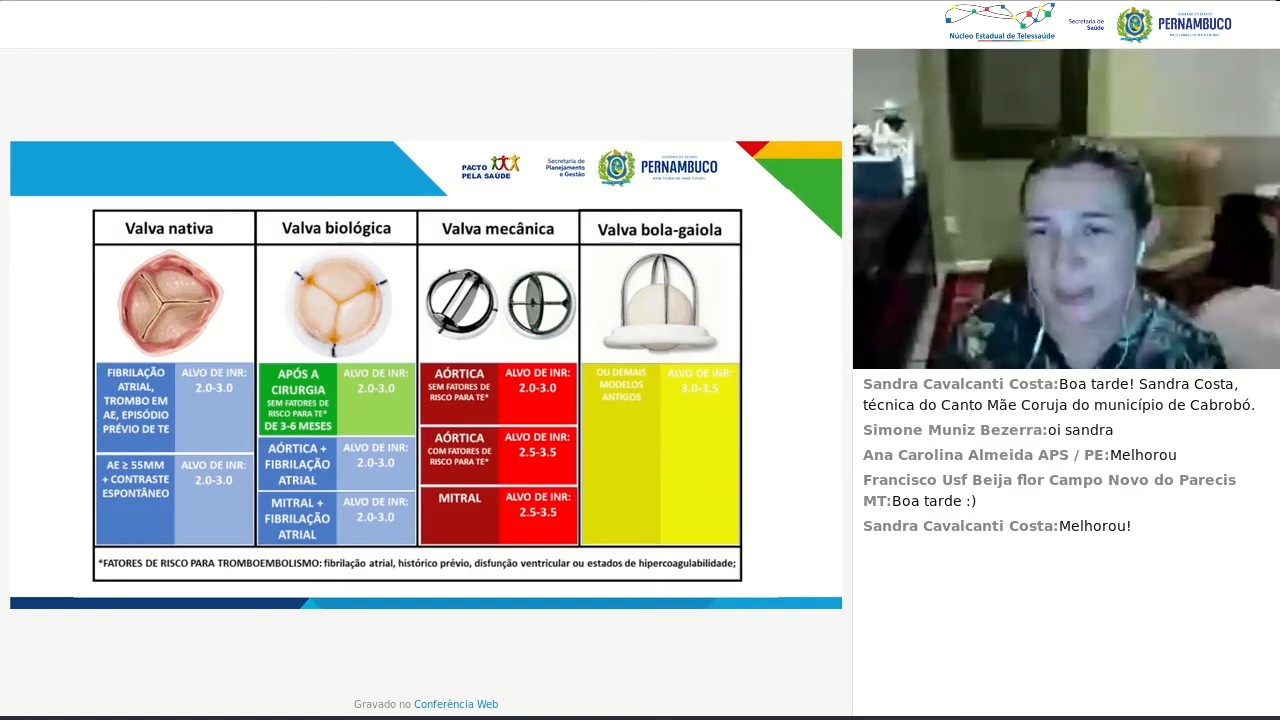 Núcleo Estadual de Telessaúde
Secretaria de
Saúde
PERNAMBUCO
PACTO
PELA SAÚDE
Secretaria de
Planejamento
e Gestão
PERNAMBUCO
Valva nativa
Valva biológica
Valva mecânica
Valva bola-gaiola
FIBRILAÇÃO
ATRIAL,
TROMBO EM
AE, EPISÓDIO
PRÉVIO DE TE
ALVO DE INR:
2.0-3.0
AE ≥ 55MM
+ CONTRASTE
ESPONTÂNEO
ALVO DE INR:
2.0-3.0
APÓS A
CIRURGIA
SEM FATORES DE
RISCO PARA TE*
DE 3-6 MESES
ALVO DE INR:
2.0-3.0
AÓRTICA +
FIBRILAÇÃO
ATRIAL
ALVO DE INR:
2.0-3.0
MITRAL +
FIBRILAÇÃO
ATRIAL
ALVO DE INR:
2.0-3.0
AÓRTICA
SEM FATORES DE
RISCO PARA TE*
ALVO DE INR:
2.0-3.0
AÓRTICA
COM FATORES DE
RISCO PARA TE*
ALVO DE INR:
2.5-3.5
MITRAL
ALVO DE INR:
2.5-3.5
OU DEMAIS
MODELOS
ANTIGOS
ALVO DE INR:
3.0-3.5
*FATORES DE RISCO PARA TROMBOEMBOLISMO: fibrilação atrial, histórico prévio, disfunção ventricular ou estados de hipercoagulabilidade;
Sandra Cavalcanti Costa:Boa tarde! Sandra Costa,
técnica do Canto Mãe Coruja do município de Cabrobó.
Simone Muniz Bezerra:oi sandra
Ana Carolina Almeida APS / PE:Melhorou
Francisco Usf Beija flor Campo Novo do Parecis
MT:Boa tarde :)
Sandra Cavalcanti Costa:Melhorou!
Gravado no Conferência Web